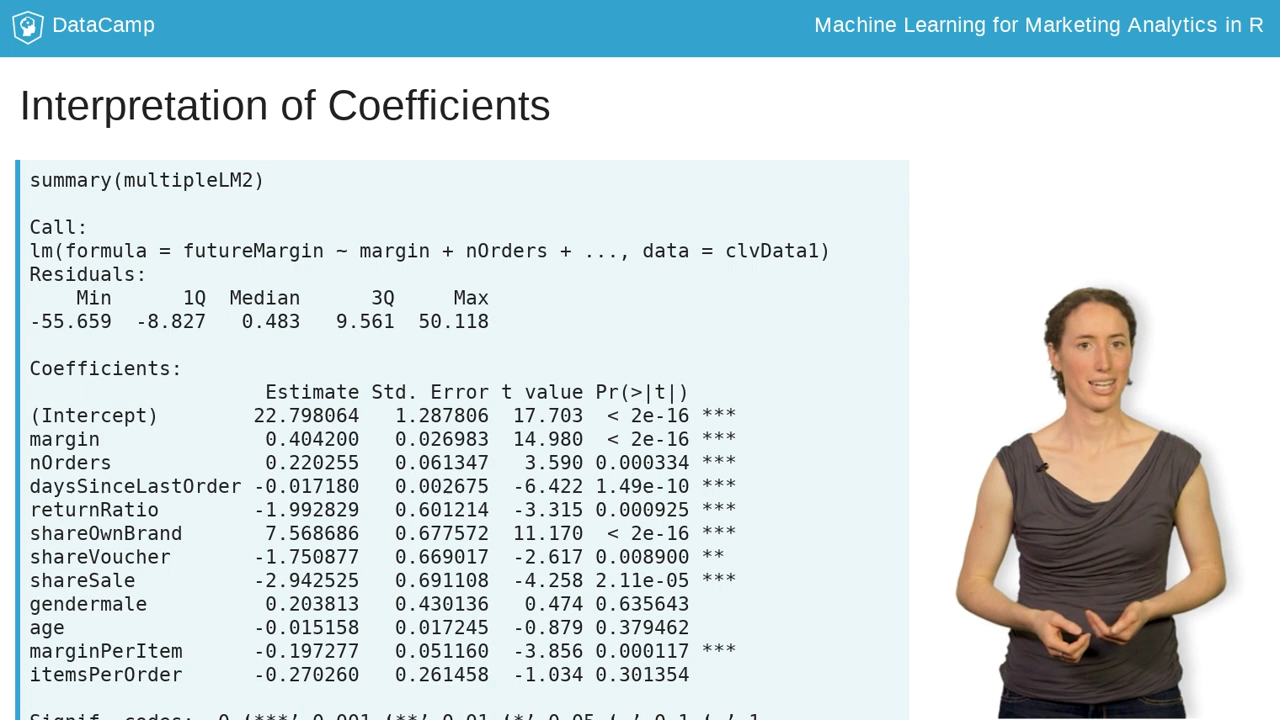 DataCamp
Machine Learning for Marketing Analytics in R
Interpretation of Coefficients
summary(multipleLM2)
Call:
lm(formula = futureMargin ~ margin + nOrders + ..., data = clvData1)
Residuals:
    Min      1Q  Median      3Q     Max
-55.659  -8.827   0.483   9.561  50.118
Coefficients:
                    Estimate Std. Error t value Pr(>|t|)
(Intercept)        22.798064   1.287806  17.703  < 2e-16 ***
margin              0.404200   0.026983  14.980  < 2e-16 ***
nOrders             0.220255   0.061347   3.590 0.000334 ***
daysSinceLastOrder -0.017180   0.002675  -6.422 1.49e-10 ***
returnRatio        -1.992829   0.601214  -3.315 0.000925 ***
shareOwnBrand       7.568686   0.677572  11.170  < 2e-16 ***
shareVoucher       -1.750877   0.669017  -2.617 0.008900 **
shareSale          -2.942525   0.691108  -4.258 2.11e-05 ***
gendermale          0.203813   0.430136   0.474 0.635643
age                -0.015158   0.017245  -0.879 0.379462
marginPerItem      -0.197277   0.051160  -3.856 0.000117 ***
itemsPerOrder      -0.270260   0.261458  -1.034 0.301354